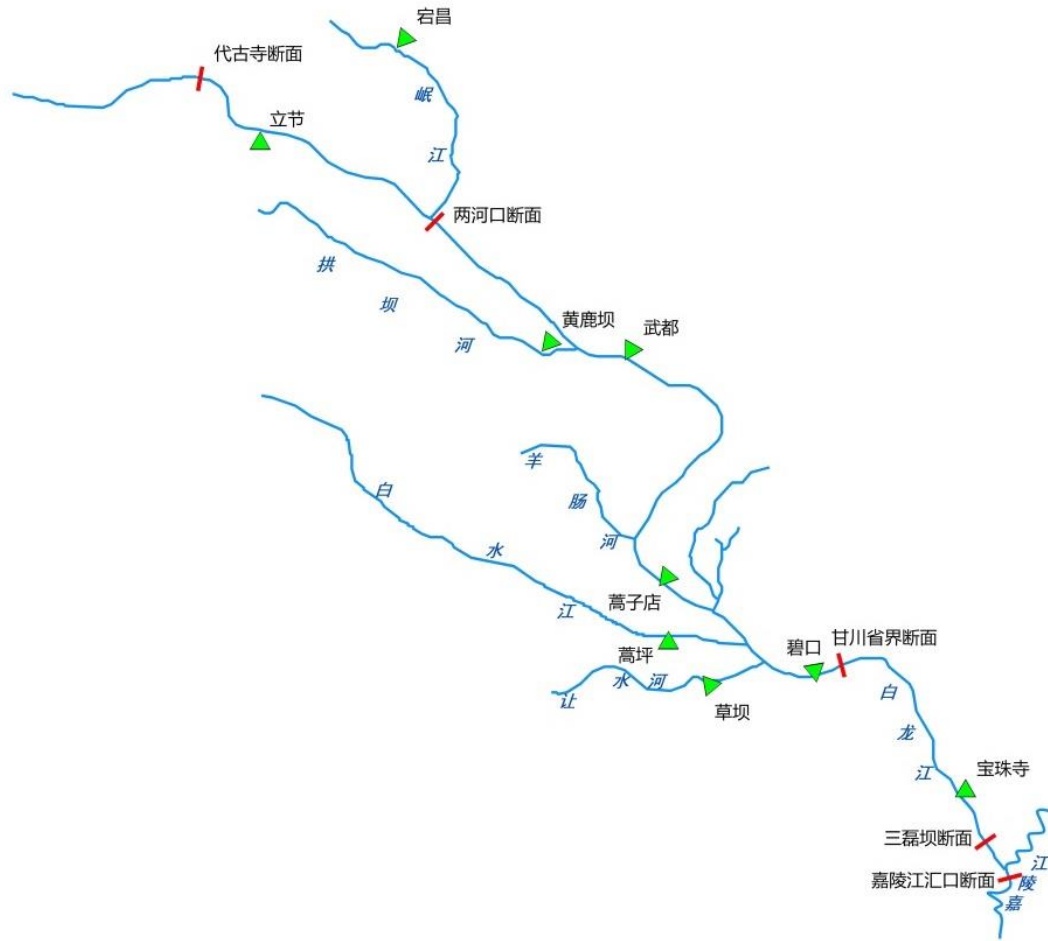 宕昌
代古寺断面
岷江
立节
两河口断面
拱坝河
黄鹿坝
武都
羊肠河
白水江
蒿子店
蒿坪
碧口
甘川省界断面
让水河
草坝
白龙江
宝珠寺
三磊坝断面
嘉陵江汇口断面
嘉陵江